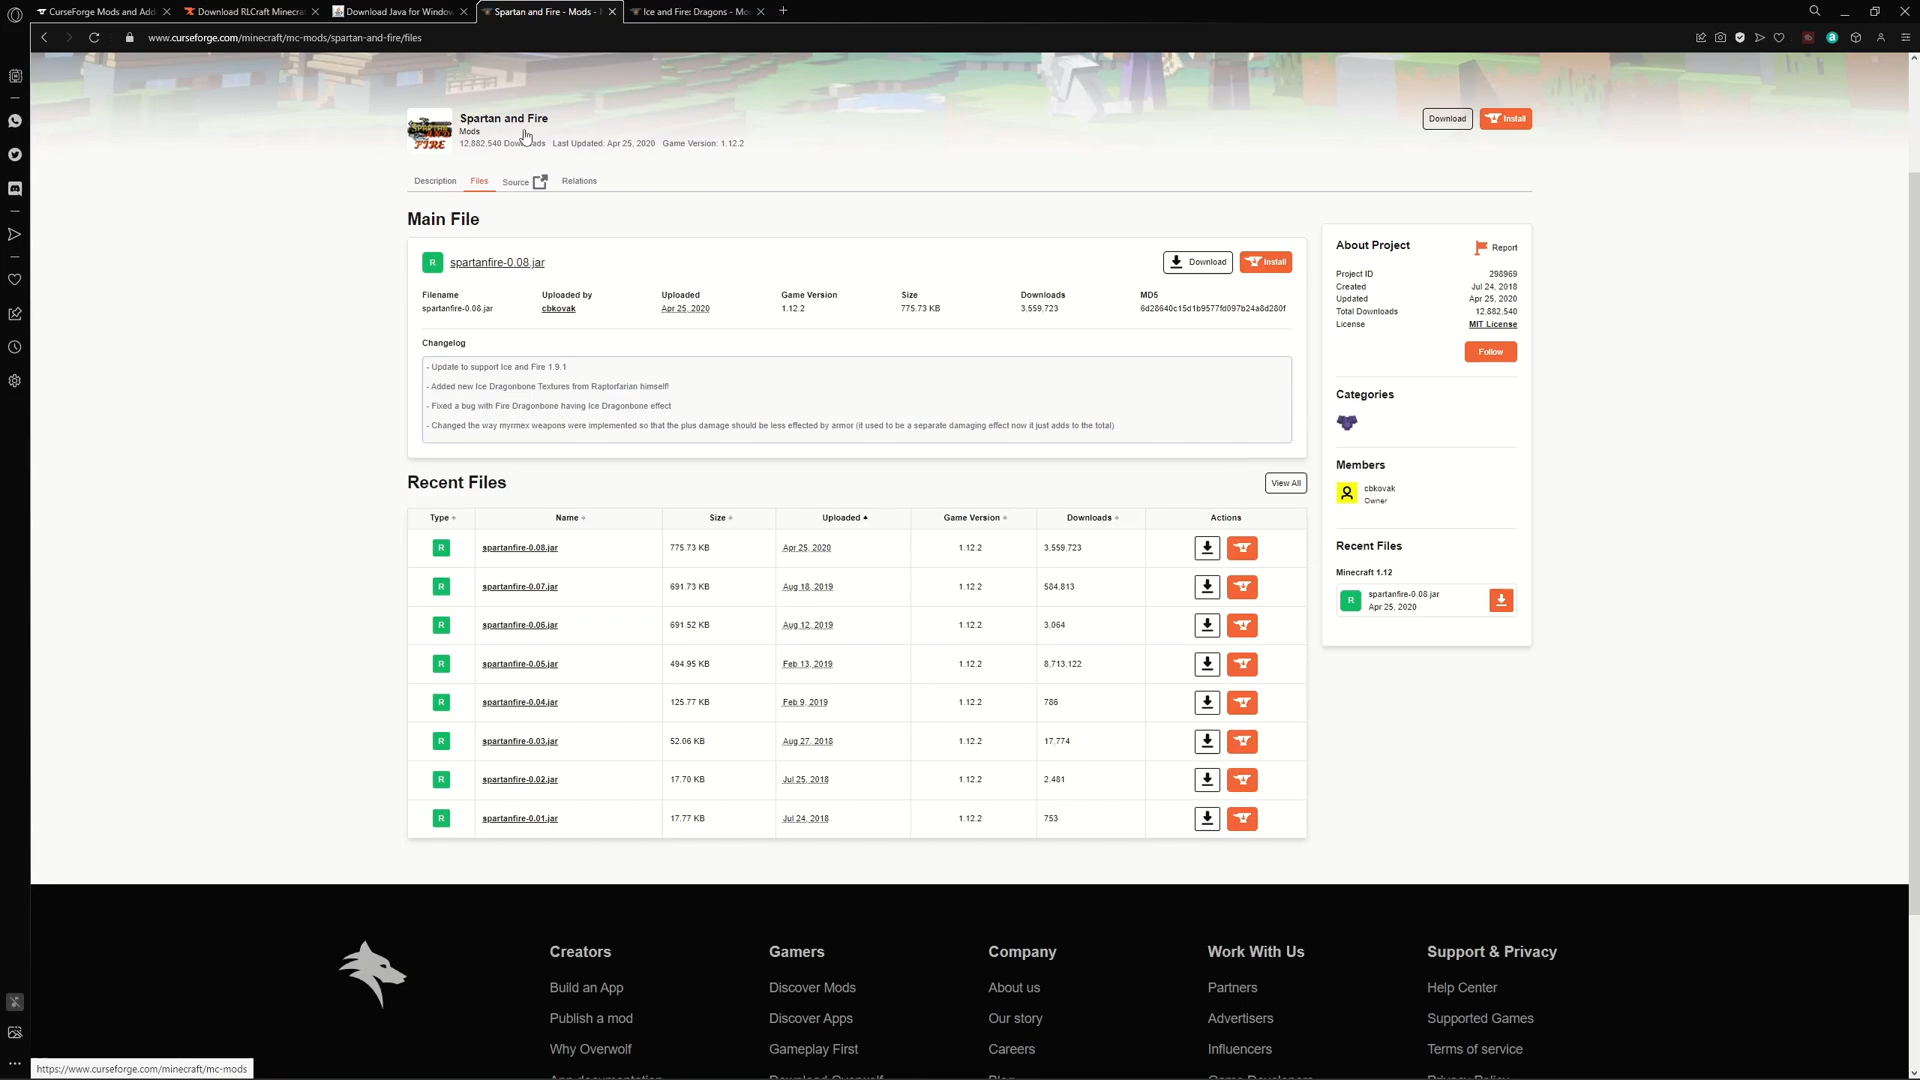 CurseForge Mods and Add
Download RLCraft Minecra
Download Java for Window
Spartan and Fire - Mods -
Ice and Fire: Dragons - Mo
www.curseforge.com/minecraft/mc-mods/spartan-and-fire/files
Spartan and Fire
Mods
12,882,540 Downloads Last Updated: Apr 25, 2020 Game Version: 1.12.2
Download
Install
Description Files Source Relations
Main File
R spartanfire-0.08.jar
Download
Install
Filename Uploaded by Uploaded Game Version Size Downloads MD5
spartanfire-0.08.jar cbkovak Apr 25, 2020 1.12.2 775.73 KB 3,559,723 6d28640c15d1b9577fd097b24a8d280f
Changelog
- Update to support Ice and Fire 1.9.1
- Added new Ice Dragonbone Textures from Raptorfarian himself!
- Fixed a bug with Fire Dragonbone having Ice Dragonbone effect
- Changed the way myrmex weapons were implemented so that the plus damage should be less effected by armor (it used to be a separate damaging effect now it just adds to the total)
Recent Files
View All
Type Name Size Uploaded Game Version Downloads Actions
R spartanfire-0.08.jar 775.73 KB Apr 25, 2020 1.12.2 3,559,723
R spartanfire-0.07.jar 691.73 KB Aug 18, 2019 1.12.2 584,813
R spartanfire-0.06.jar 691.52 KB Aug 12, 2019 1.12.2 3,064
R spartanfire-0.05.jar 494.95 KB Feb 13, 2019 1.12.2 8,713,122
R spartanfire-0.04.jar 125.77 KB Feb 9, 2019 1.12.2 786
R spartanfire-0.03.jar 52.06 KB Aug 27, 2018 1.12.2 17,774
R spartanfire-0.02.jar 17.70 KB Jul 25, 2018 1.12.2 2,481
R spartanfire-0.01.jar 17.77 KB Jul 24, 2018 1.12.2 753
About Project
Report
Project ID 298969
Created Jul 24, 2018
Updated Apr 25, 2020
Total Downloads 12,882,540
License MIT License
Follow
Categories
Members
cbkovak
Owner
Recent Files
Minecraft 1.12
R spartanfire-0.08.jar
Apr 25, 2020
Creators
Build an App
Publish a mod
Why Overwolf
Gamers
Discover Mods
Discover Apps
Gameplay First
Company
About us
Our story
Careers
Work With Us
Partners
Advertisers
Influencers
Support & Privacy
Help Center
Supported Games
Terms of service
https://www.curseforge.com/minecraft/mc-mods